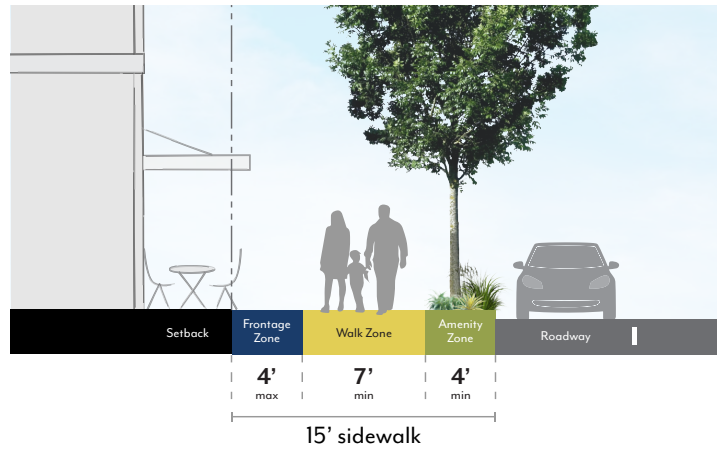 Setback
Frontage
Zone
Walk Zone
Amenity
Zone
Roadway
4’
max
7’
min
4’
min
15’ sidewalk